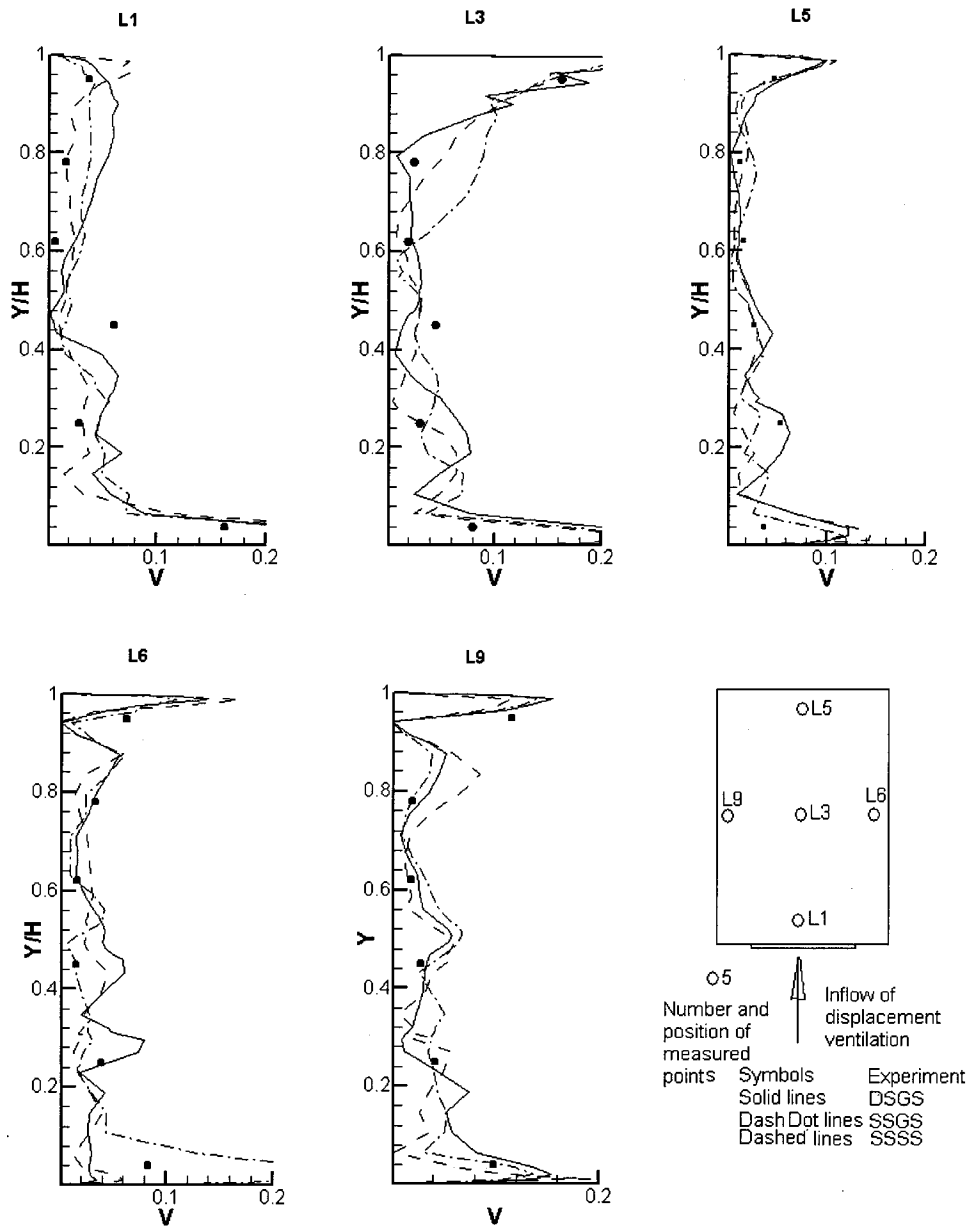 L1
L3
L5
1
0.8
0.6
0.4
0.2
Y/H
0.1
0.2
V
1
0.8
0.6
0.4
0.2
Y/H
0.1
0.2
V
1
0.8
0.6
0.4
0.2
Y/H
0.1
0.2
V
L6
L9
1
0.8
0.6
0.4
0.2
Y/H
0.1
0.2
V
1
0.8
0.6
0.4
0.2
Y
0.2
V
L5
L9
L3
L6
L1
5
Number and
position of
measured
points
Inflow of
displacement
ventilation
Symbols Experiment
Solid lines DSGS
Dash Dot lines SSGS
Dashed lines SSSS